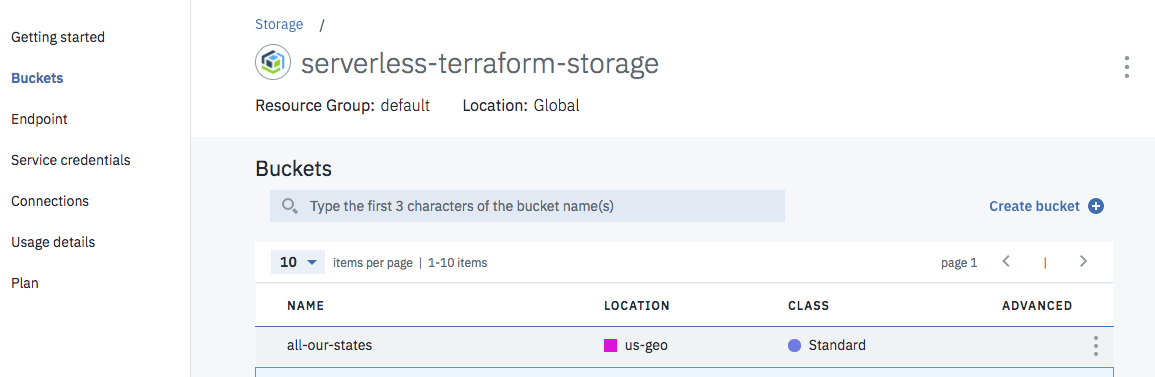 Getting started
Buckets
Endpoint
Service credentials
Connections
Usage details
Plan
Storage /
serverless-terraform-storage
Resource Group: default Location: Global
Buckets
Type the first 3 characters of the bucket name(s)
Create bucket
10 items per page | 1-10 items page 1 |
NAME LOCATION CLASS ADVANCED
all-our-states us-geo Standard